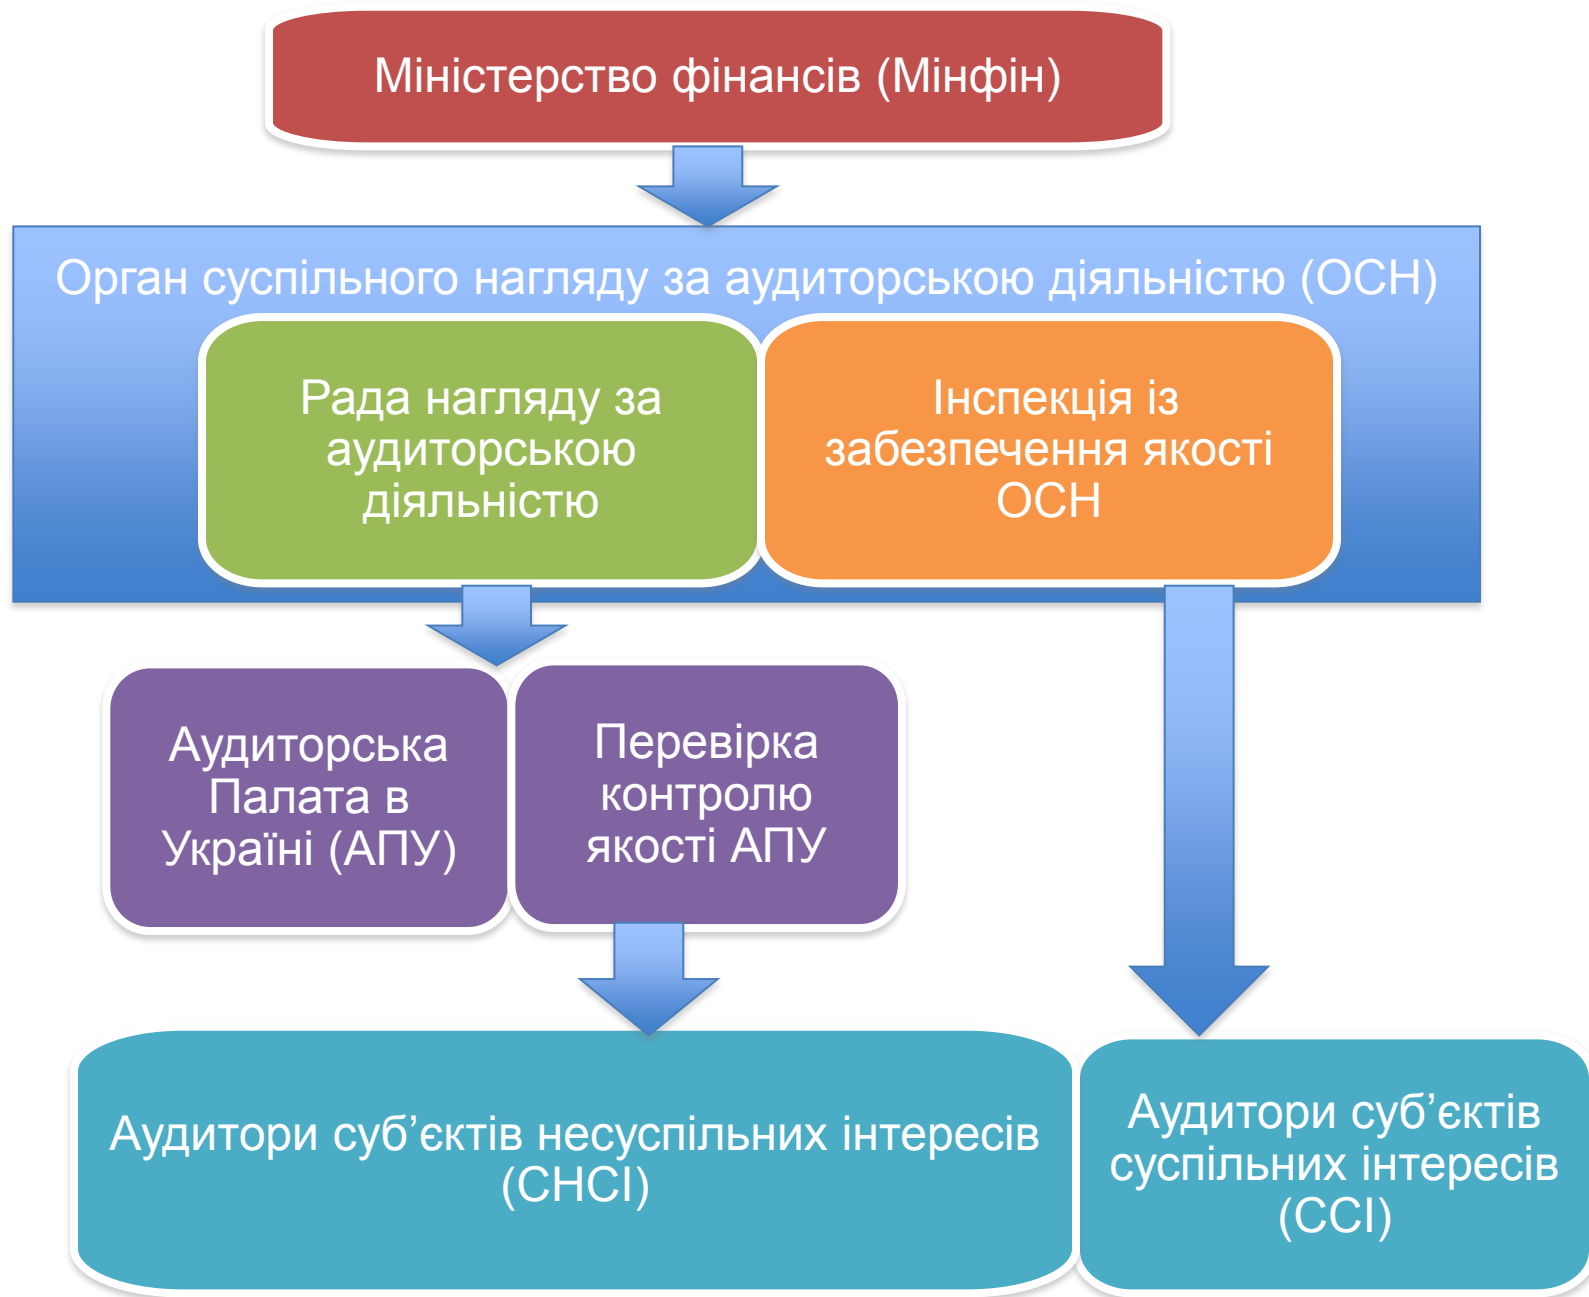 Міністерство фінансів (Мінфін)
Орган суспільного нагляду за аудиторською діяльністю (ОСН)
Рада нагляду за
аудиторською
діяльністю
Інспекція із
забезпечення якості
ОСН
Аудиторська
Палата в
Україні (АПУ)
Перевірка
контролю
якості АПУ
Аудитори суб’єктів несуспільних інтересів
(СНСІ)
Аудитори суб’єктів
суспільних інтересів
(ССІ)